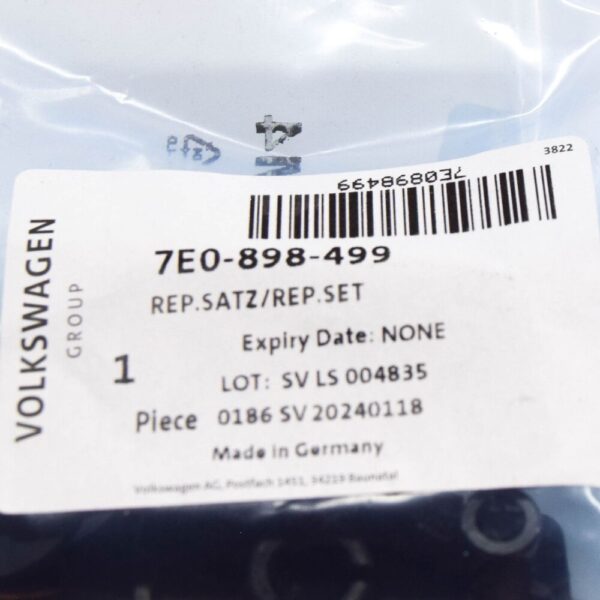 3822
7E0898499
7E0-898-499
REP.SATZ/REP.SET
Expiry Date: NONE
1
LOT: SV LS 004835
Piece 0186 SV 20240118
Made in Germany
Volkswagen AG, Postfach 1451, 34219 Baunatal
VOLKSWAGEN
GROUP